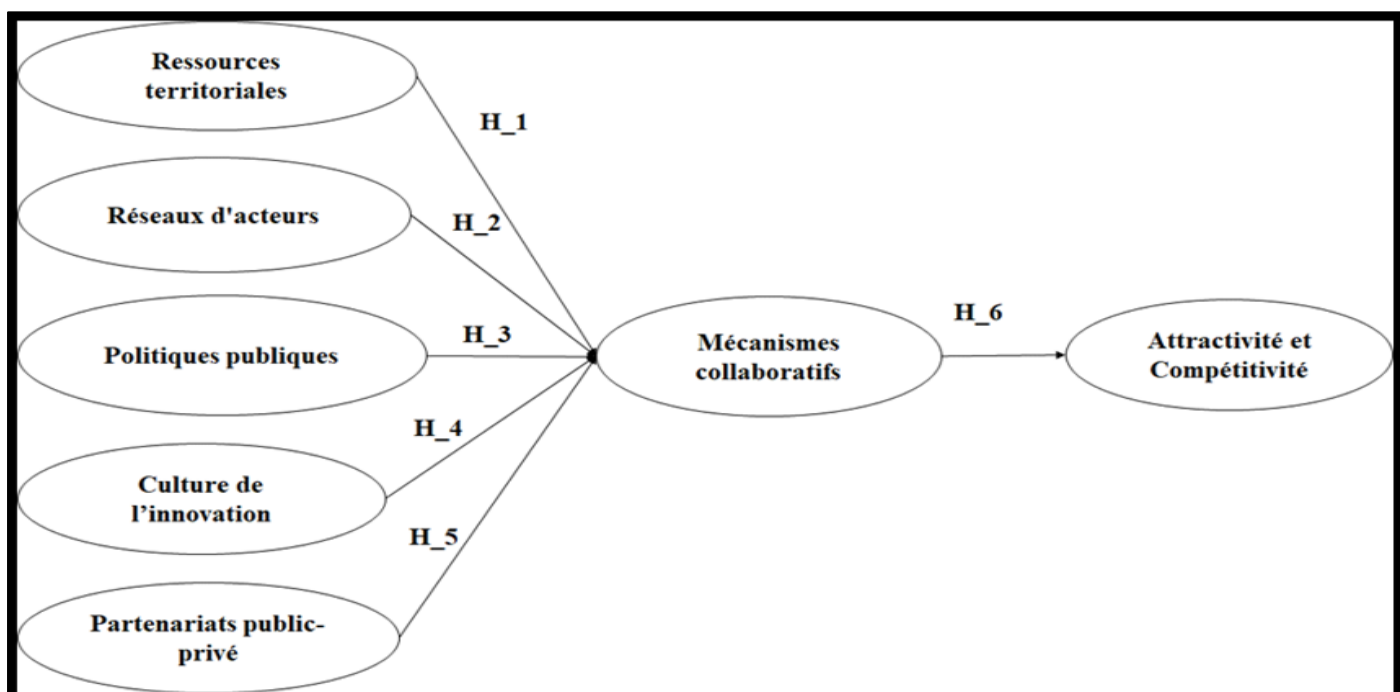 Ressources
territoriales
H_1
Réseaux d'acteurs
H_2
Politiques publiques
H_3
Culture de
l’innovation
H_4
Partenariats public-
privé
H_5
Mécanismes
collaboratifs
H_6
Attractivité et
Compétitivité